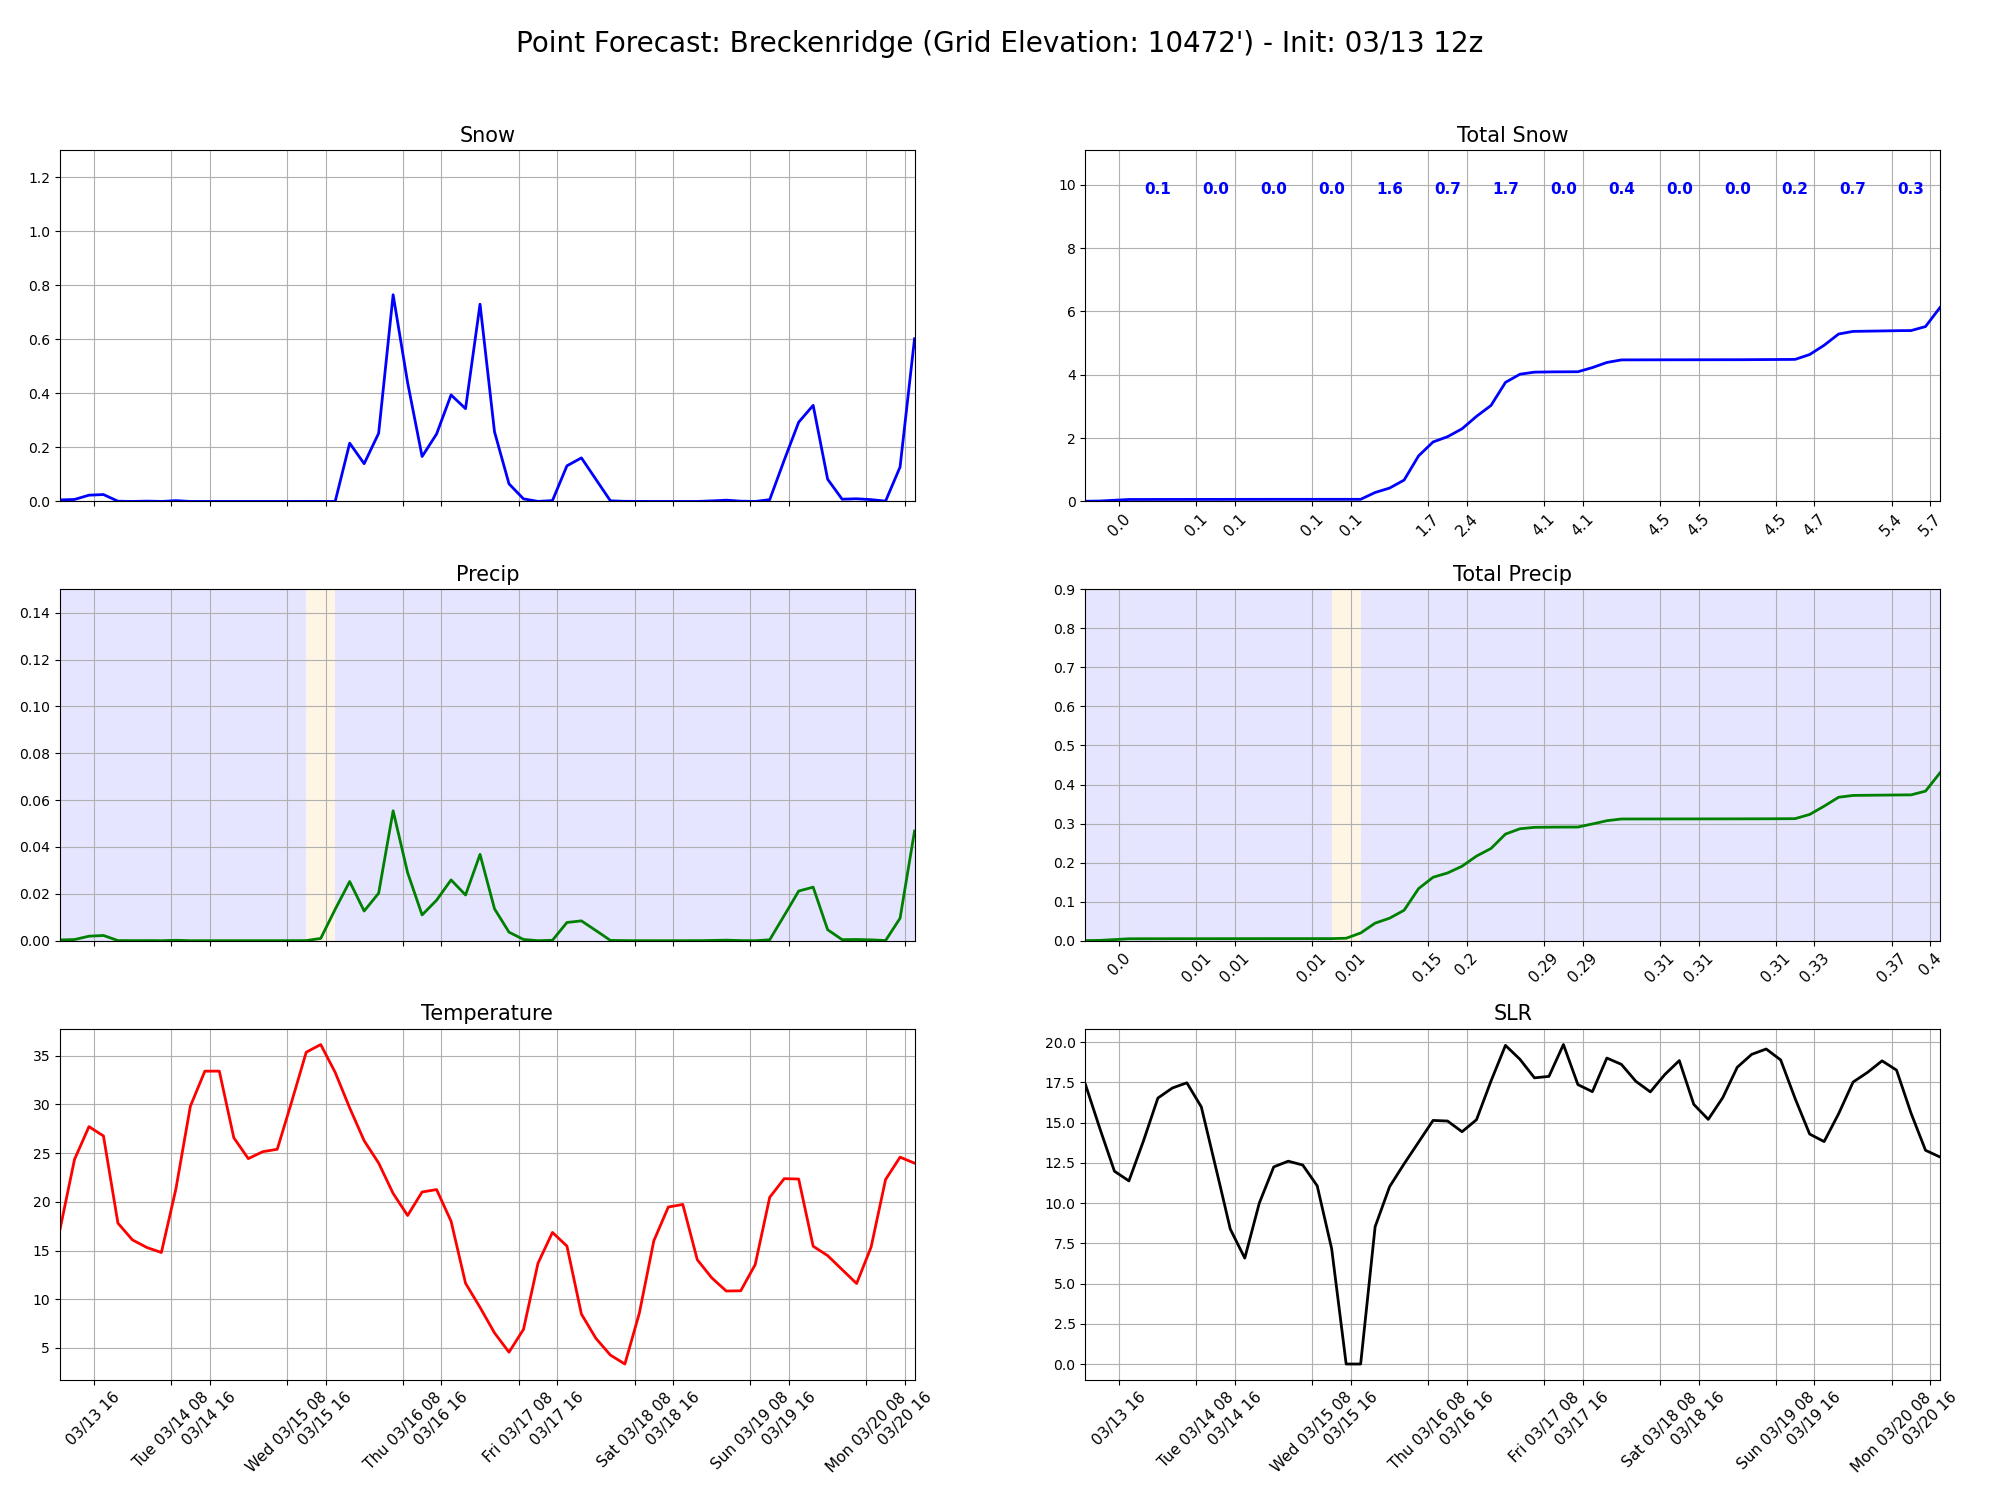 Point Forecast: Breckenridge (Grid Elevation: 10472') - Init: 03/13 12z
Snow
1.2
1.0
0.8
0.6
0.4
0.2
0.0
Total Snow
10
8
6
4
2
0
0.1 0.0 0.0 0.0 1.6 0.7 1.7 0.0 0.4 0.0 0.0 0.2 0.7 0.3
0.0 0.1 0.1 0.1 0.1 1.7 2.4 4.1 4.1 4.5 4.5 4.5 4.7 5.4 5.7
Precip
0.14
0.12
0.10
0.08
0.06
0.04
0.02
0.00
Total Precip
0.9
0.8
0.7
0.6
0.5
0.4
0.3
0.2
0.1
0.0
0.0 0.01 0.01 0.01 0.01 0.15 0.2 0.29 0.29 0.31 0.31 0.31 0.33 0.37 0.4
Temperature
35
30
25
20
15
10
5
03/13 16
Tue 03/14 08
03/14 16
Wed 03/15 08
03/15 16
Thu 03/16 08
03/16 16
Fri 03/17 08
03/17 16
Sat 03/18 08
03/18 16
Sun 03/19 08
03/19 16
Mon 03/20 08
03/20 16
SLR
20.0
17.5
15.0
12.5
10.0
7.5
5.0
2.5
0.0
03/13 16
Tue 03/14 08
03/14 16
Wed 03/15 08
03/15 16
Thu 03/16 08
03/16 16
Fri 03/17 08
03/17 16
Sat 03/18 08
03/18 16
Sun 03/19 08
03/19 16
Mon 03/20 08
03/20 16